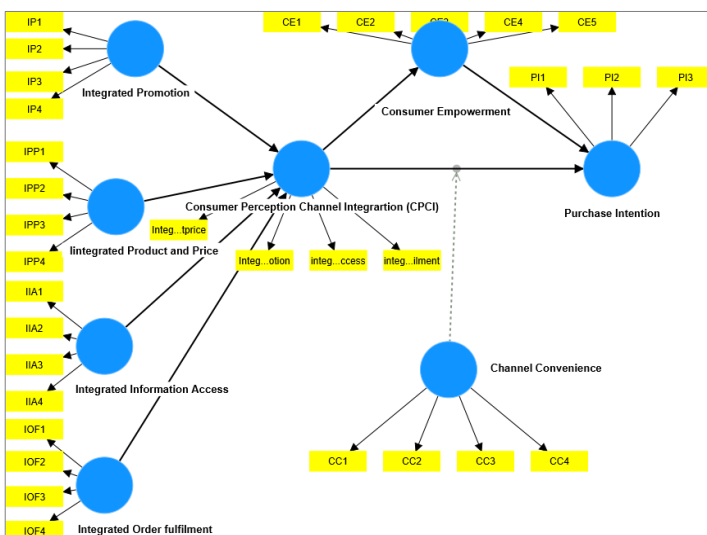 IP1
IP2
IP3
IP4
Integrated Promotion
CE1
CE2
CE3
CE4
CE5
Consumer Empowerment
PI1
PI2
PI3
Purchase Intention
IPP1
IPP2
IPP3
IPP4
Iintegrated Product and Price
Consumer Perception Channel Integrartion (CPCI)
Integ...tprice
Integ...otion
integ...ccess
integ...ilment
IIA1
IIA2
IIA3
IIA4
Integrated Information Access
Channel Convenience
CC1
CC2
CC3
CC4
IOF1
IOF2
IOF3
IOF4
Integrated Order fulfilment